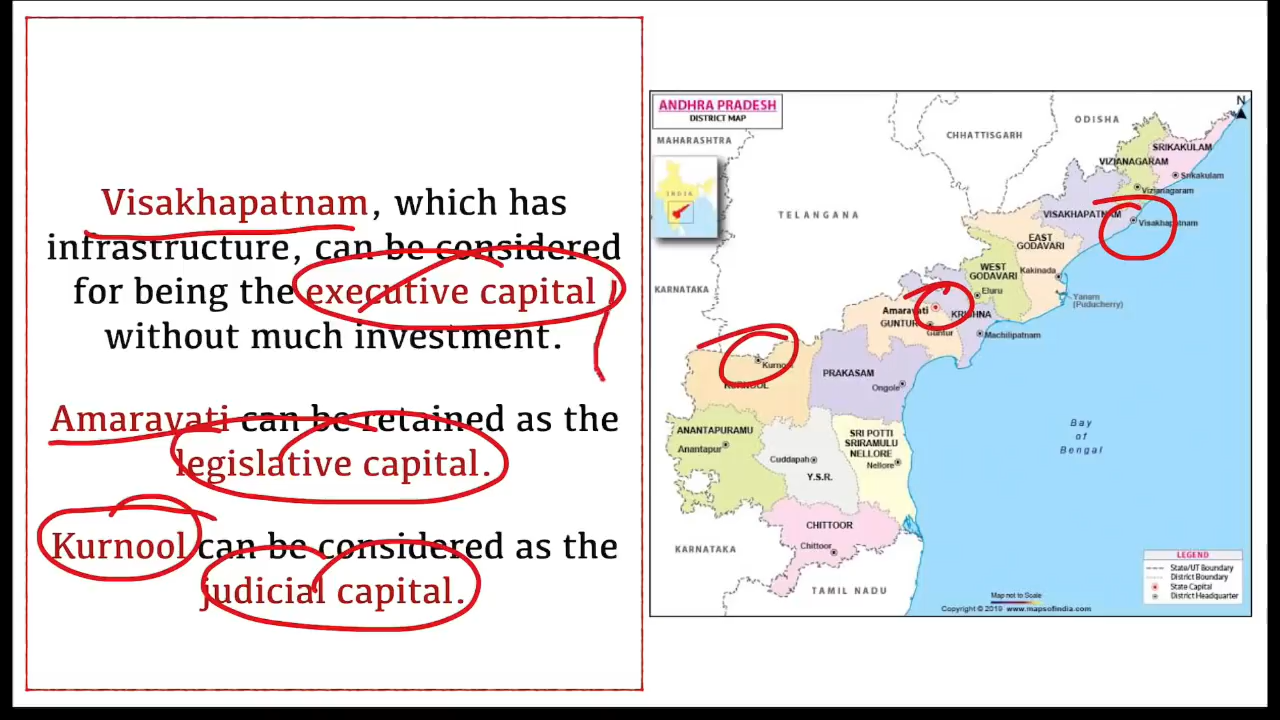 Visakhapatnam, which has
infrastructure, can be considered
for being the executive capital
without much investment.
Amaravati can be retained as the
legislative capital.
Kurnool can be considered as the
judicial capital.
ANDHRA PRADESH
DISTRICT MAP
N
MAHARASHTRA
INDIA
CHHATTISGARH
ODISHA
SRIKAKULAM
VIZIANAGARAM
Srikakulam
Vizianagaram
TELANGANA
VISAKHAPATNAM
Visakhapatnam
EAST
GODAVARI
WEST
GODAVARI
Kakinada
KARNATAKA
Eluru
Yanam
(Puducherry)
Amaravati
KRISHNA
GUNTUR
Guntur
Machilipatnam
Kurnool
KURNOOL
PRAKASAM
Ongole
ANANTAPURAMU
Anantapur
SRI POTTI
SRIRAMULU
NELLORE
Nellore
Cuddapah
Y.S.R.
Bay
of
Bengal
CHITTOOR
Chittoor
KARNATAKA
TAMIL NADU
LEGEND
State/UT Boundary
District Boundary
State Capital
District Headquarter
Map not to Scale
Copyright © 2019 www.mapsofindia.com